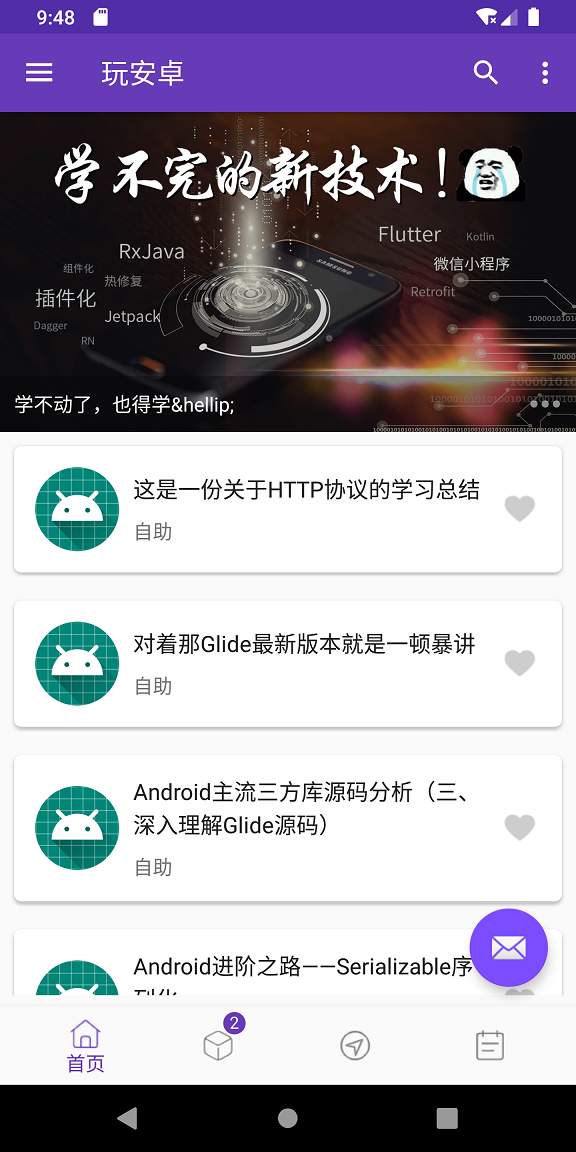 9:48
玩安卓
学不完的新技术！
Flutter
Kotlin
RxJava
微信小程序
组件化
热修复
插件化
Retrofit
Jetpack
Dagger
RN
SAMSUNG
学不动了，也得学&hellip;
这是一份关于HTTP协议的学习总结
自助
对着那Glide最新版本就是一顿暴讲
自助
Android主流三方库源码分析（三、
深入理解Glide源码）
自助
Android进阶之路——Serializable序
列化
2
首页